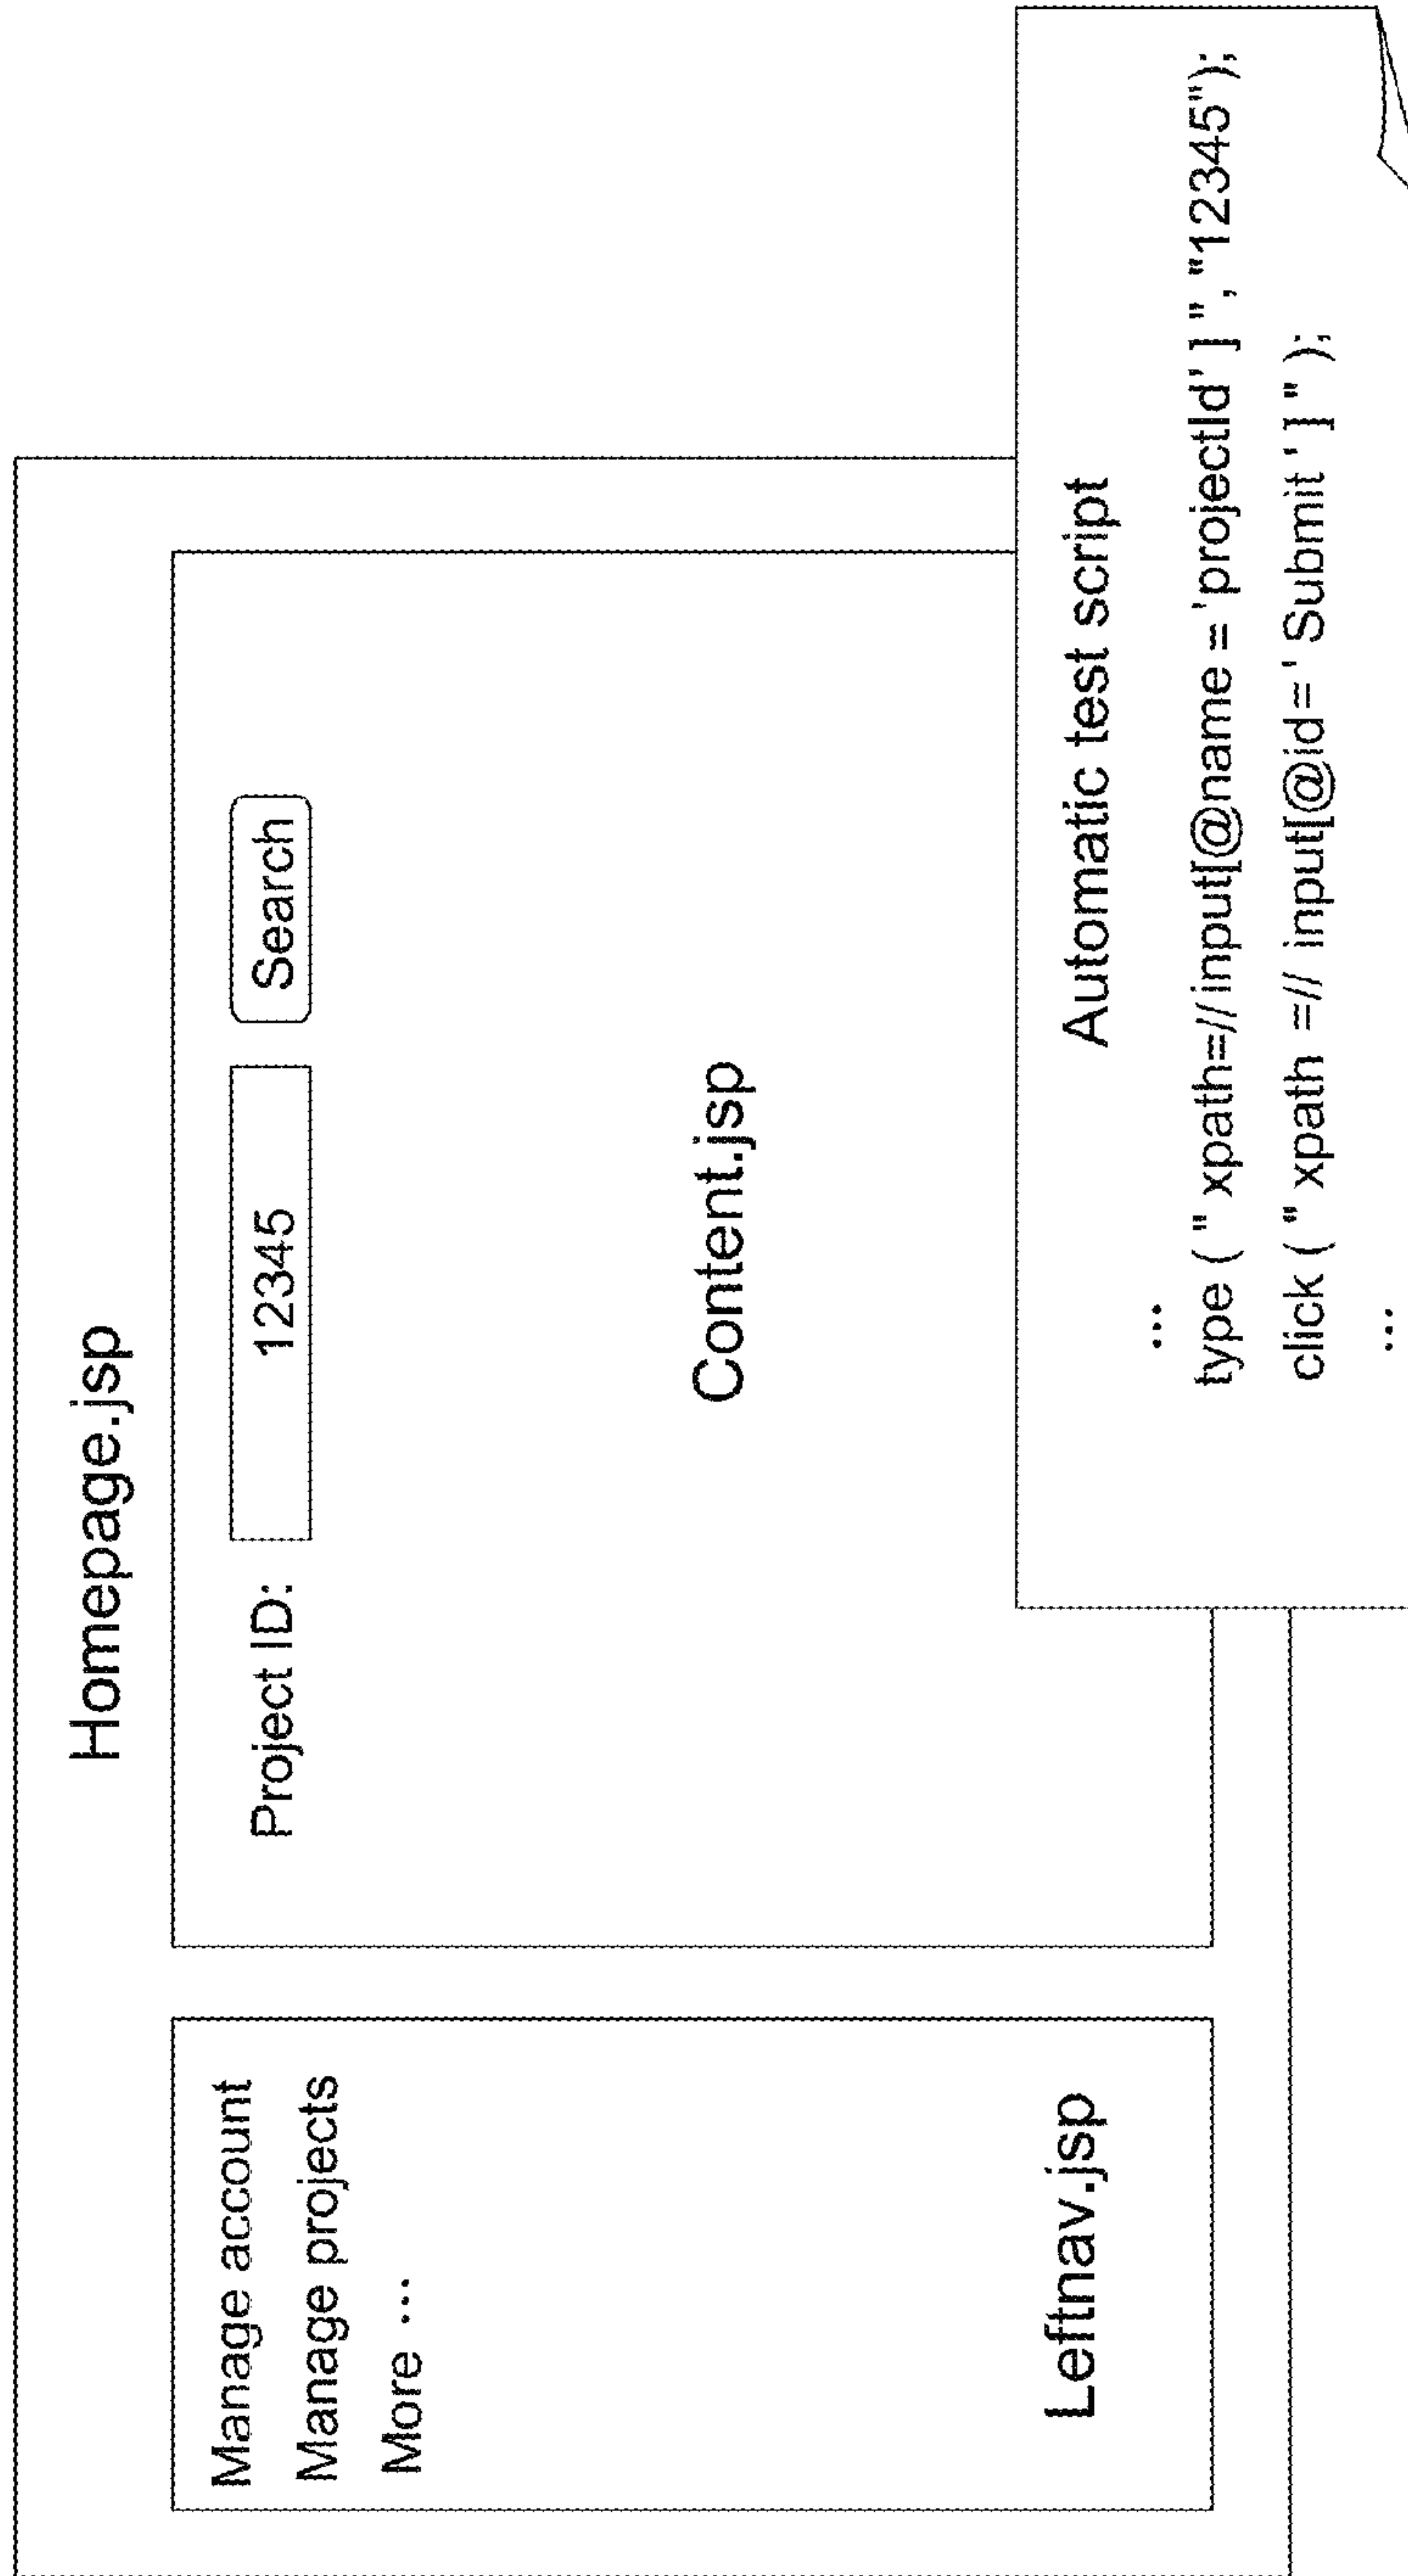 Homepage.jsp
Manage account
Manage projects
More ...
Leftnav.jsp
Project ID: 12345 Search
Content.jsp
Automatic test script
...
type ( " xpath=// input[@name = 'projectId' ] " , "12345");
click ( " xpath =// input[@id= ' Submit ' ] " );
...